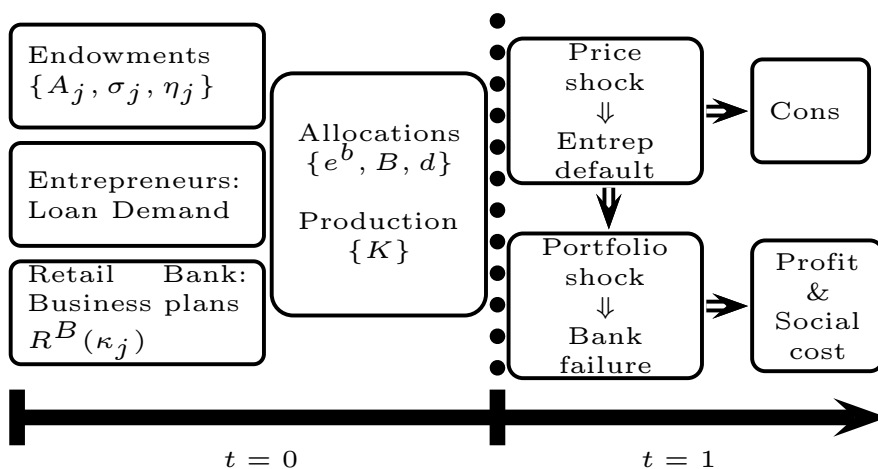 Endowments
{A_j, σ_j, η_j}
Entrepreneurs:
Loan Demand
Retail Bank:
Business plans
R^B(κ_j)
Allocations
{e^b, B, d}
Production
{K}
Price
shock
⇓
Entrep
default
Cons
Portfolio
shock
⇓
Bank
failure
Profit
&
Social
cost
t = 0
t = 1